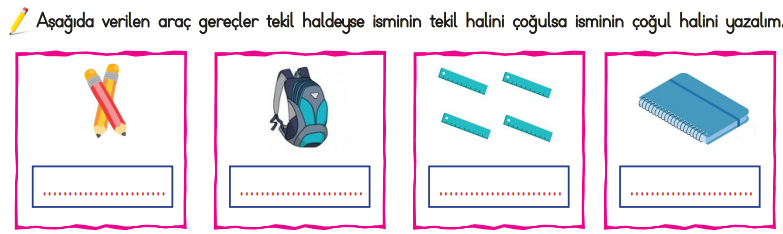 Aşağıda verilen araç gereçler tekil haldeyse isminin tekil halini çoğulsa isminin çoğul halini yazalım.